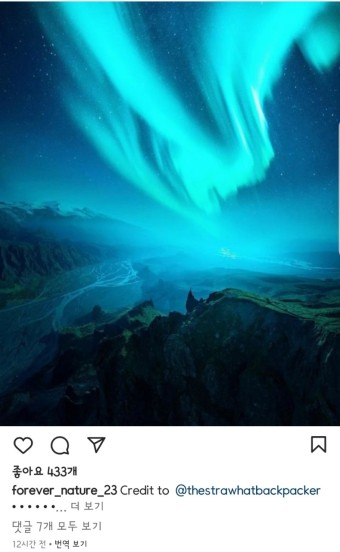 좋아요 433개
forever_nature_23 Credit to @thestrawhatbackpacker
• • • • • •... 더 보기
댓글 7개 모두 보기
12시간 전 • 번역 보기